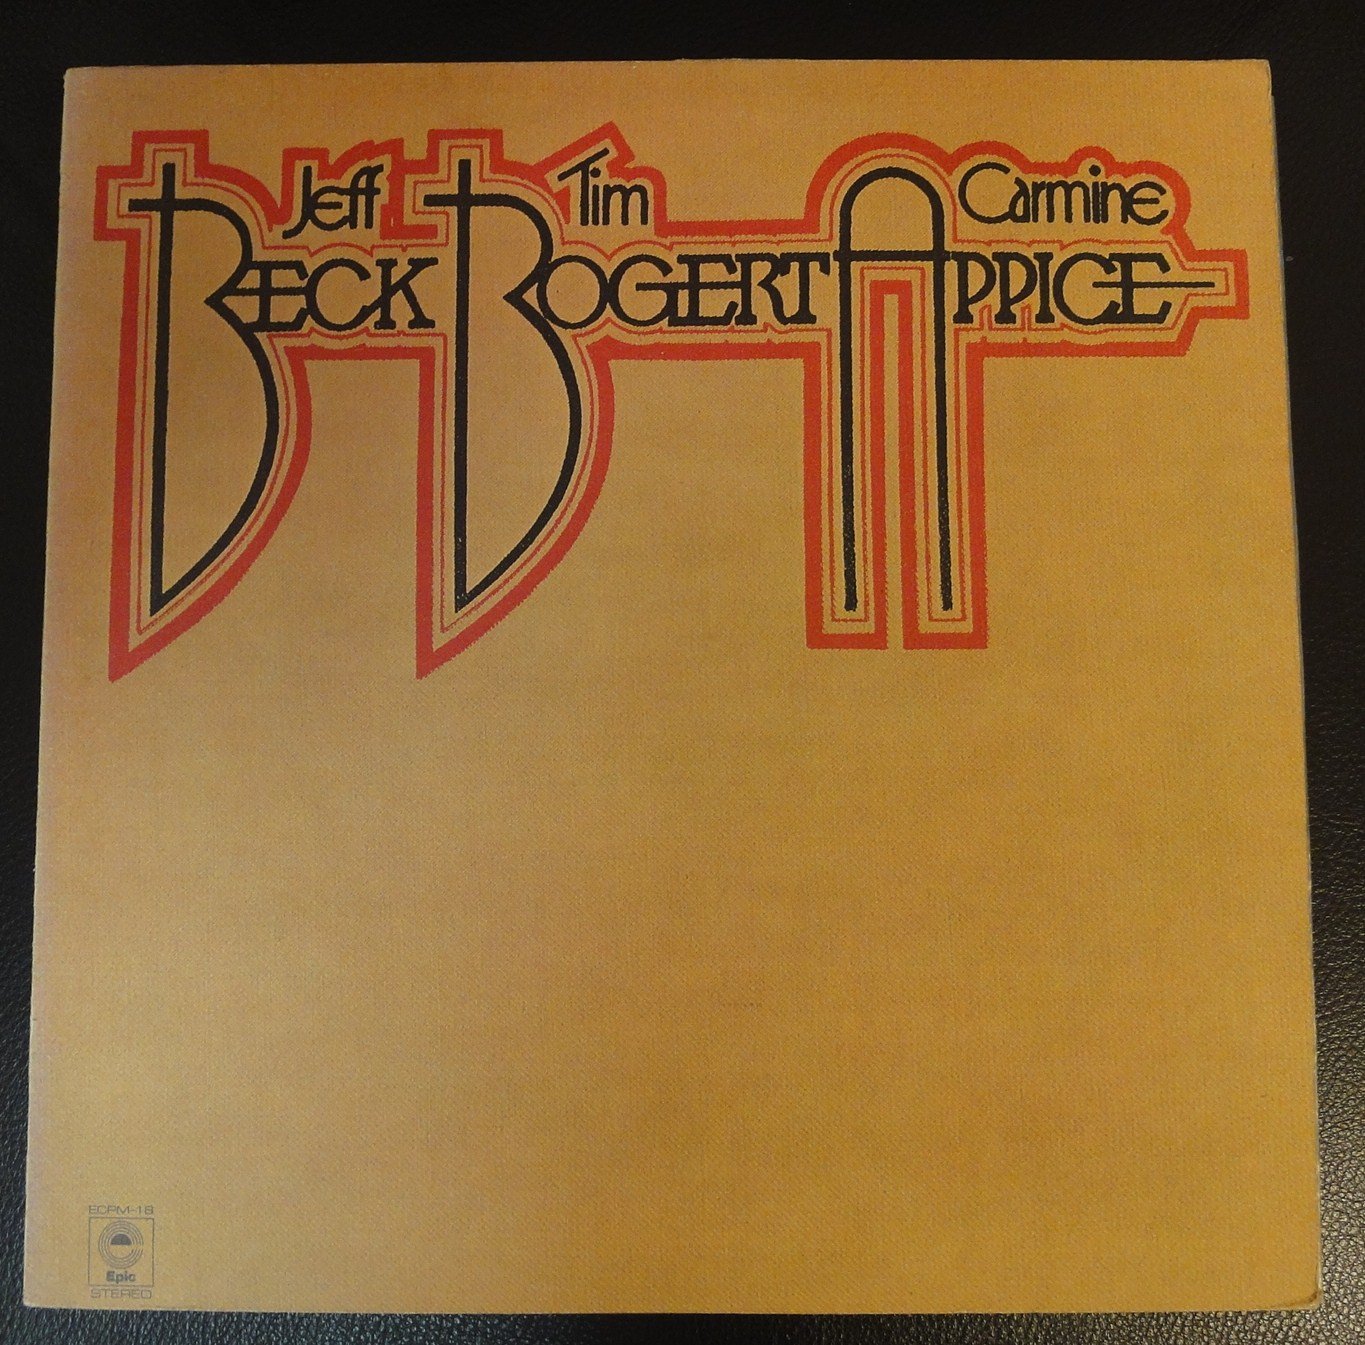 Jeff Tim Carmine
BECK BOGERT APPICE
ECPM-18
Epic
STEREO